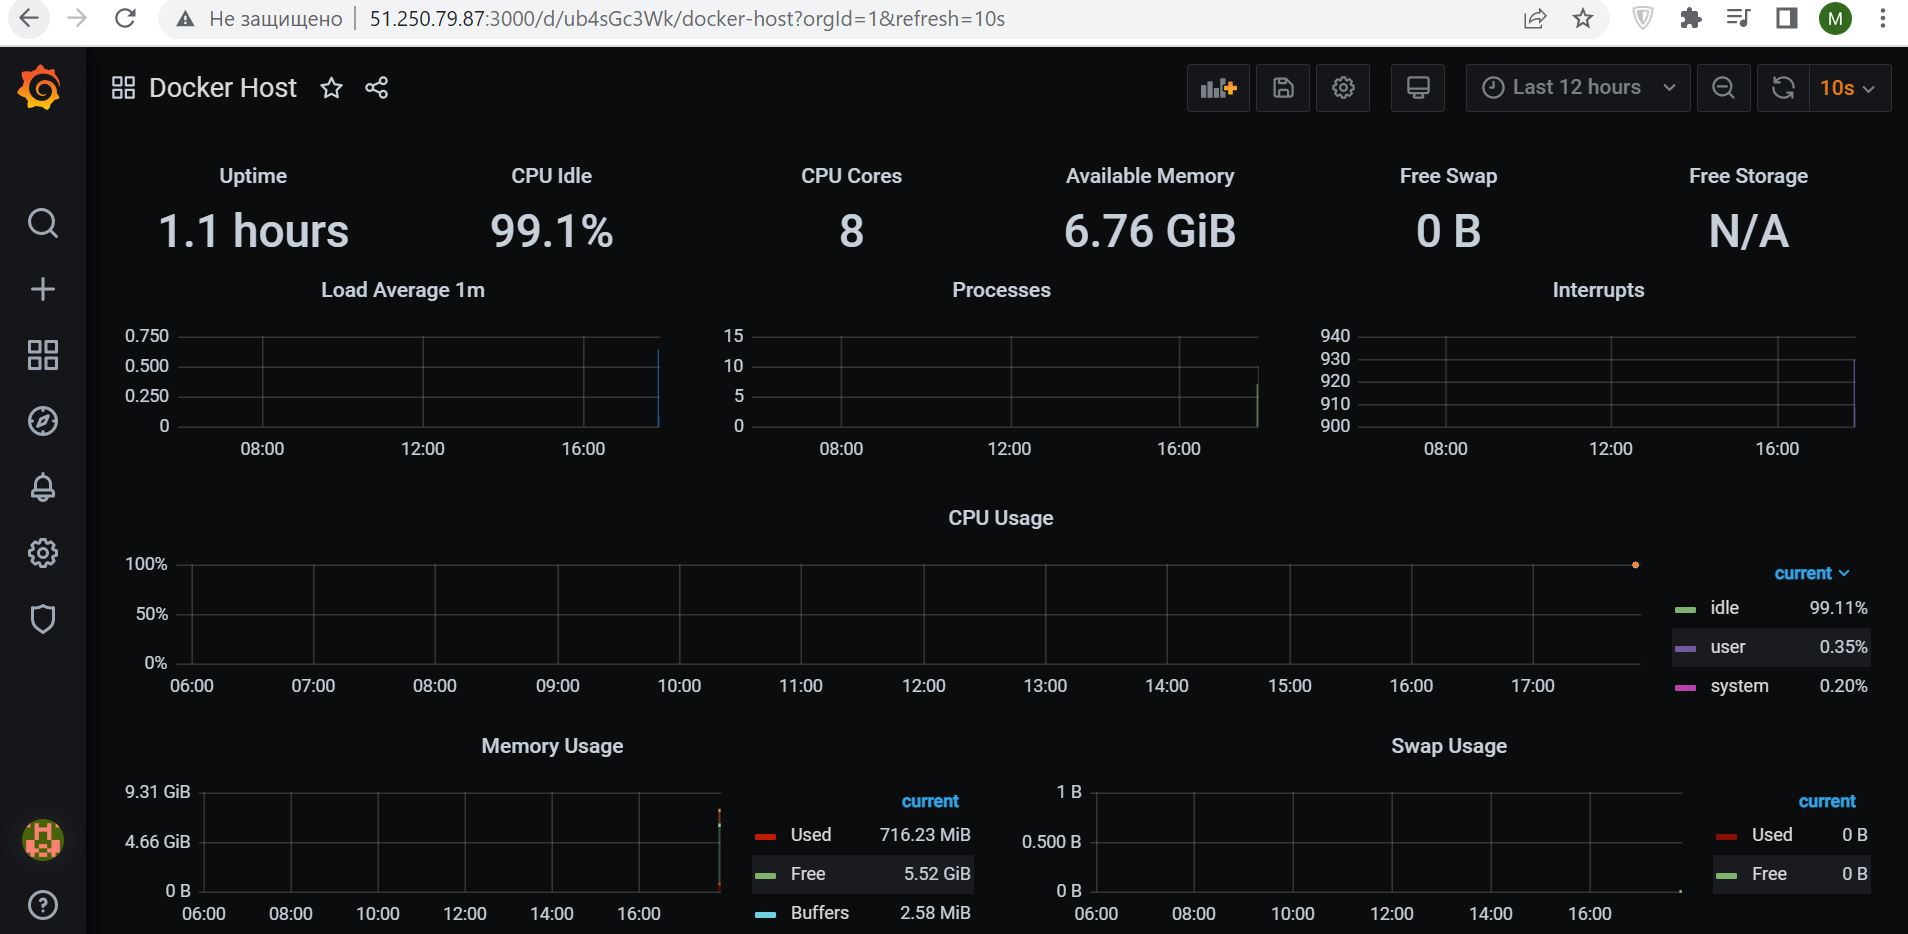 Не защищено | 51.250.79.87:3000/d/ub4sGc3Wk/docker-host?orgId=1&refresh=10s
M
Docker Host
Last 12 hours
10s
Uptime
1.1 hours
CPU Idle
99.1%
CPU Cores
8
Available Memory
6.76 GiB
Free Swap
0 B
Free Storage
N/A
Load Average 1m
0.750
0.500
0.250
0
08:00 12:00 16:00
Processes
15
10
5
0
08:00 12:00 16:00
Interrupts
940
930
920
910
900
08:00 12:00 16:00
CPU Usage
100%
50%
0%
06:00 07:00 08:00 09:00 10:00 11:00 12:00 13:00 14:00 15:00 16:00 17:00
current
idle 99.11%
user 0.35%
system 0.20%
Memory Usage
9.31 GiB
4.66 GiB
0 B
06:00 08:00 10:00 12:00 14:00 16:00
current
Used 716.23 MiB
Free 5.52 GiB
Buffers 2.58 MiB
Swap Usage
1 B
0.500 B
0 B
06:00 08:00 10:00 12:00 14:00 16:00
current
Used 0 B
Free 0 B